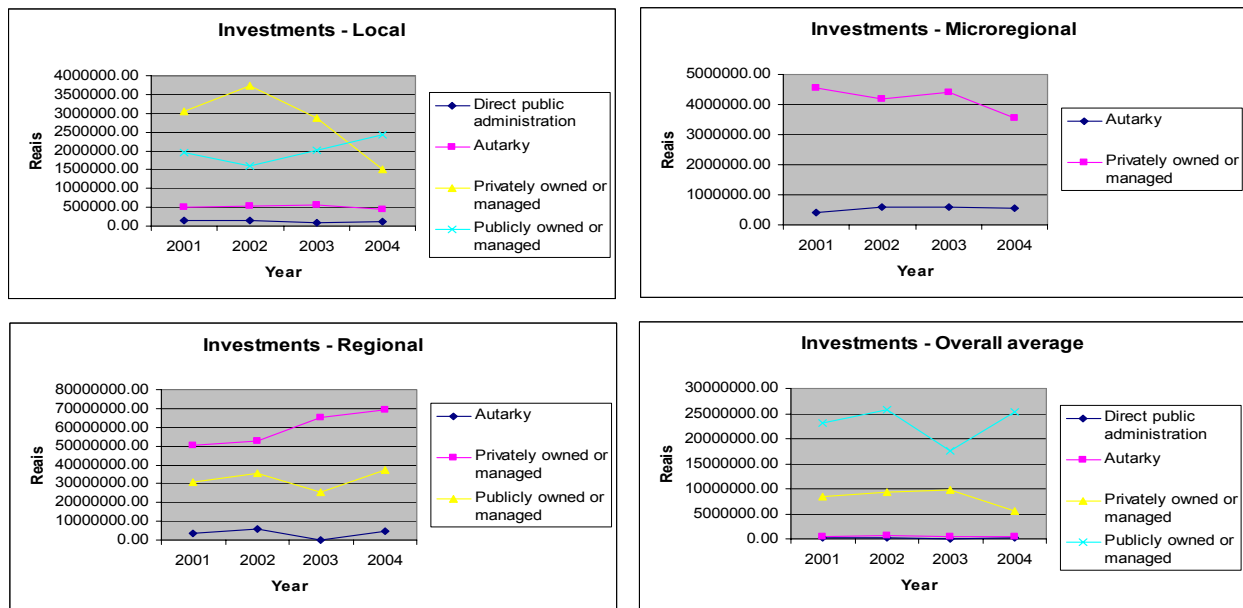 Investments - Local
4000000.00
3500000.00
3000000.00
2500000.00
2000000.00
1500000.00
1000000.00
500000.00
0.00
Reais
2001 2002 2003 2004
Year
Direct public
administration
Autarky
Privately owned or
managed
Publicly owned or
managed
Investments - Microregional
5000000.00
4000000.00
3000000.00
2000000.00
1000000.00
0.00
Reais
2001 2002 2003 2004
Year
Autarky
Privately owned or
managed
Investments - Regional
80000000.00
70000000.00
60000000.00
50000000.00
40000000.00
30000000.00
20000000.00
10000000.00
0.00
Reais
2001 2002 2003 2004
Year
Autarky
Privately owned or
managed
Publicly owned or
managed
Investments - Overall average
30000000.00
25000000.00
20000000.00
15000000.00
10000000.00
5000000.00
0.00
Reais
2001 2002 2003 2004
Year
Direct public
administration
Autarky
Privately owned or
managed
Publicly owned or
managed